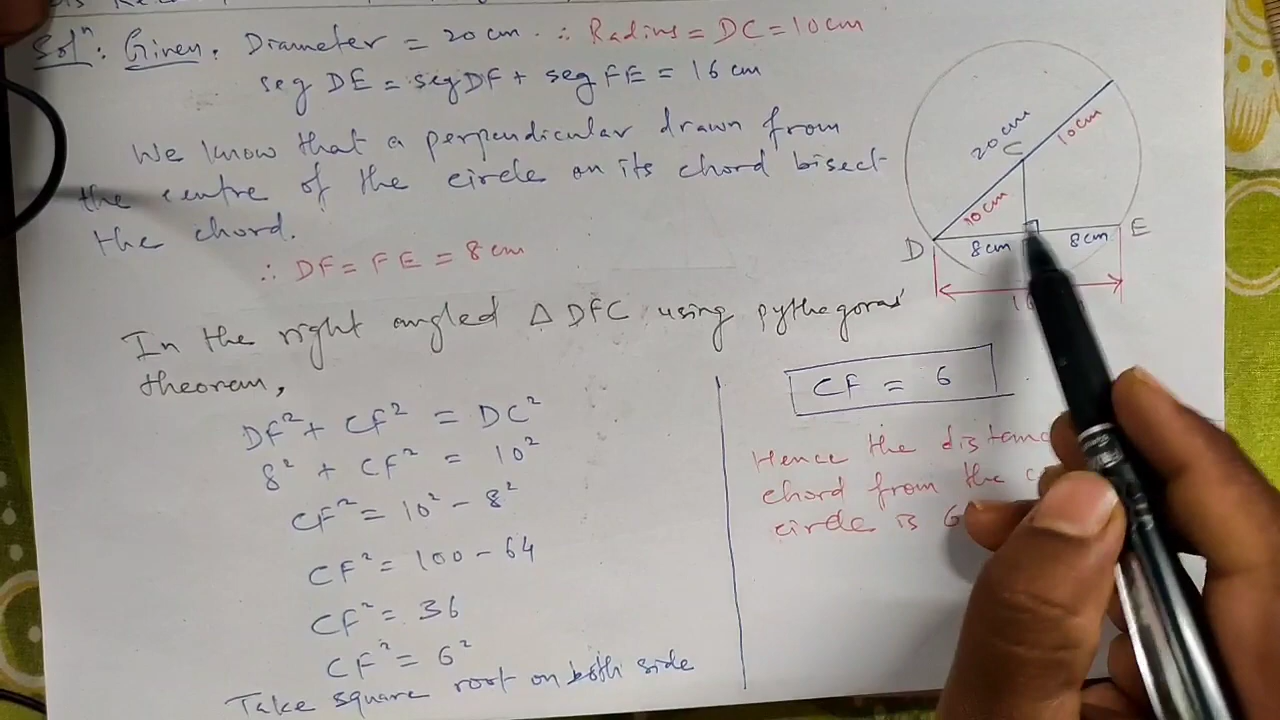 Solⁿ: Given. Diameter = 20 cm. ∴ Radius = DC = 10 cm
seg DE = seg DF + seg FE = 16 cm
We know that a perpendicular drawn from
the centre of the circle on its chord bisect
the chord.
∴ DF = FE = 8 cm
In the right angled △ DFC, using pythagoras'
theorem,
DF² + CF² = DC²
8² + CF² = 10²
CF² = 10² - 8²
CF² = 100 - 64
CF² = 36
CF² = 6²
Take square root on both side
CF = 6
Hence the
chord from the
circle is 6
20 cm
C
10 cm
10 cm
D
8 cm
8 cm
E